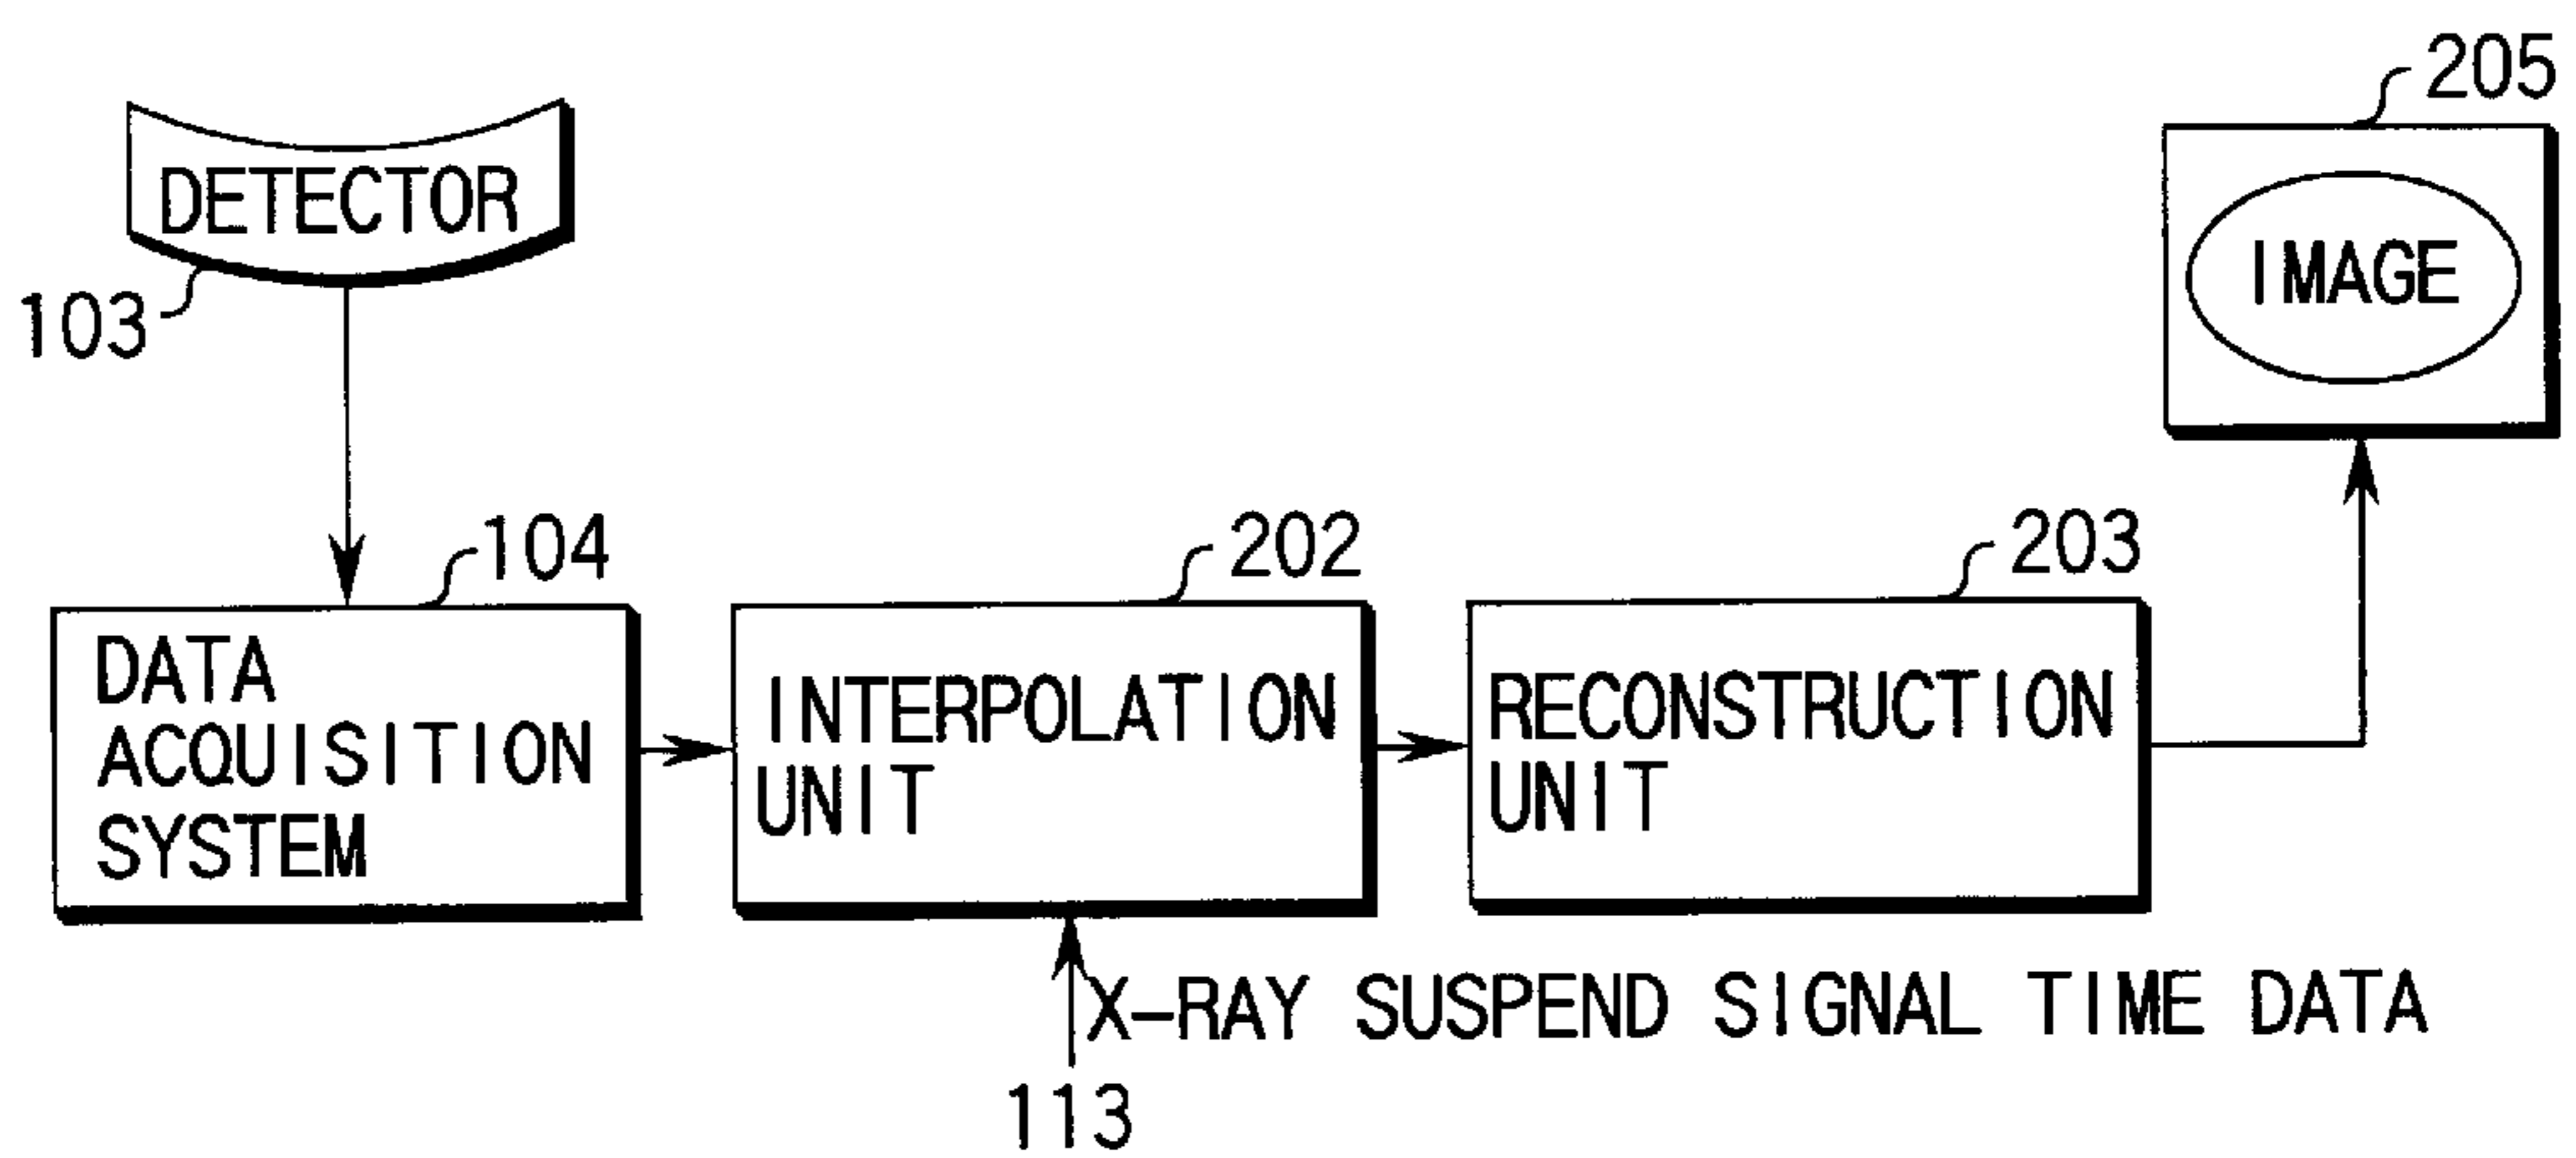 205
DETECTOR
IMAGE
103
104
202
203
DATA
ACQUISITION
SYSTEM
INTERPOLATION
UNIT
RECONSTRUCTION
UNIT
X-RAY SUSPEND SIGNAL TIME DATA
113